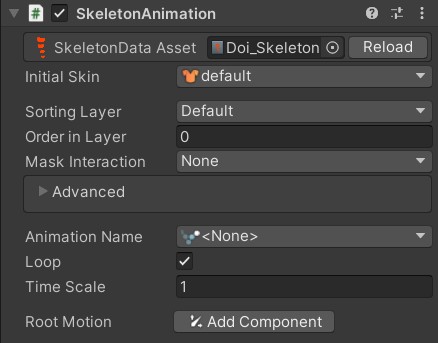 SkeletonAnimation
SkeletonData Asset Doi_Skeleton Reload
Initial Skin default
Sorting Layer Default
Order in Layer 0
Mask Interaction None
Advanced
Animation Name <None>
Loop
Time Scale 1
Root Motion Add Component